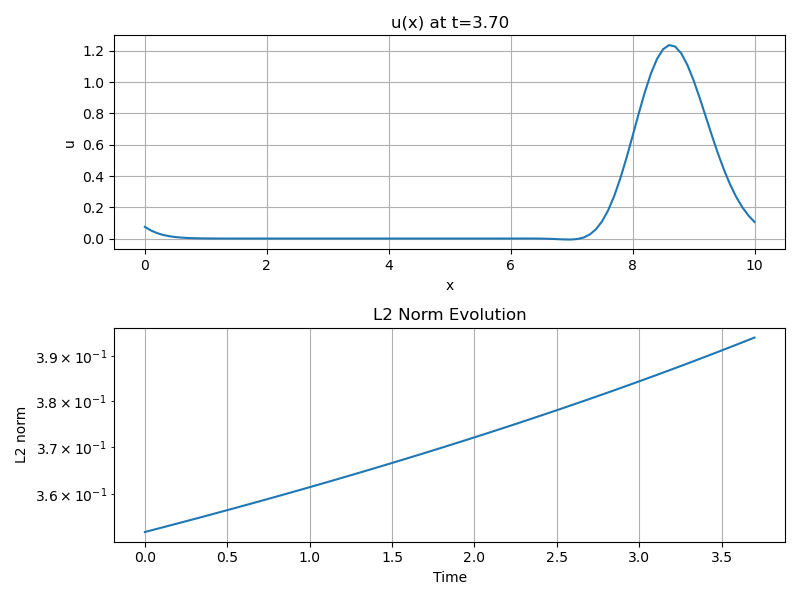 u(x) at t=3.70
1.2
1.0
0.8
0.6
0.4
0.2
0.0
u
0 2 4 6 8 10
x
L2 Norm Evolution
3.9 × 10⁻¹
3.8 × 10⁻¹
3.7 × 10⁻¹
3.6 × 10⁻¹
L2 norm
0.0 0.5 1.0 1.5 2.0 2.5 3.0 3.5
Time